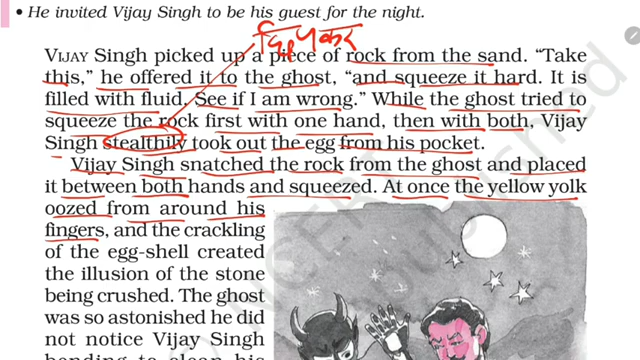 • He invited Vijay Singh to be his guest for the night.
छिपकर
VIJAY Singh picked up a piece of rock from the sand. “Take
this,” he offered it to the ghost, “and squeeze it hard. It is
filled with fluid. See if I am wrong.” While the ghost tried to
squeeze the rock first with one hand, then with both, Vijay
Singh stealthily took out the egg from his pocket.
Vijay Singh snatched the rock from the ghost and placed
it between both hands and squeezed. At once the yellow yolk
oozed from around his
fingers, and the crackling
of the egg-shell created
the illusion of the stone
being crushed. The ghost
was so astonished he did
not notice Vijay Singh
bending to clean his